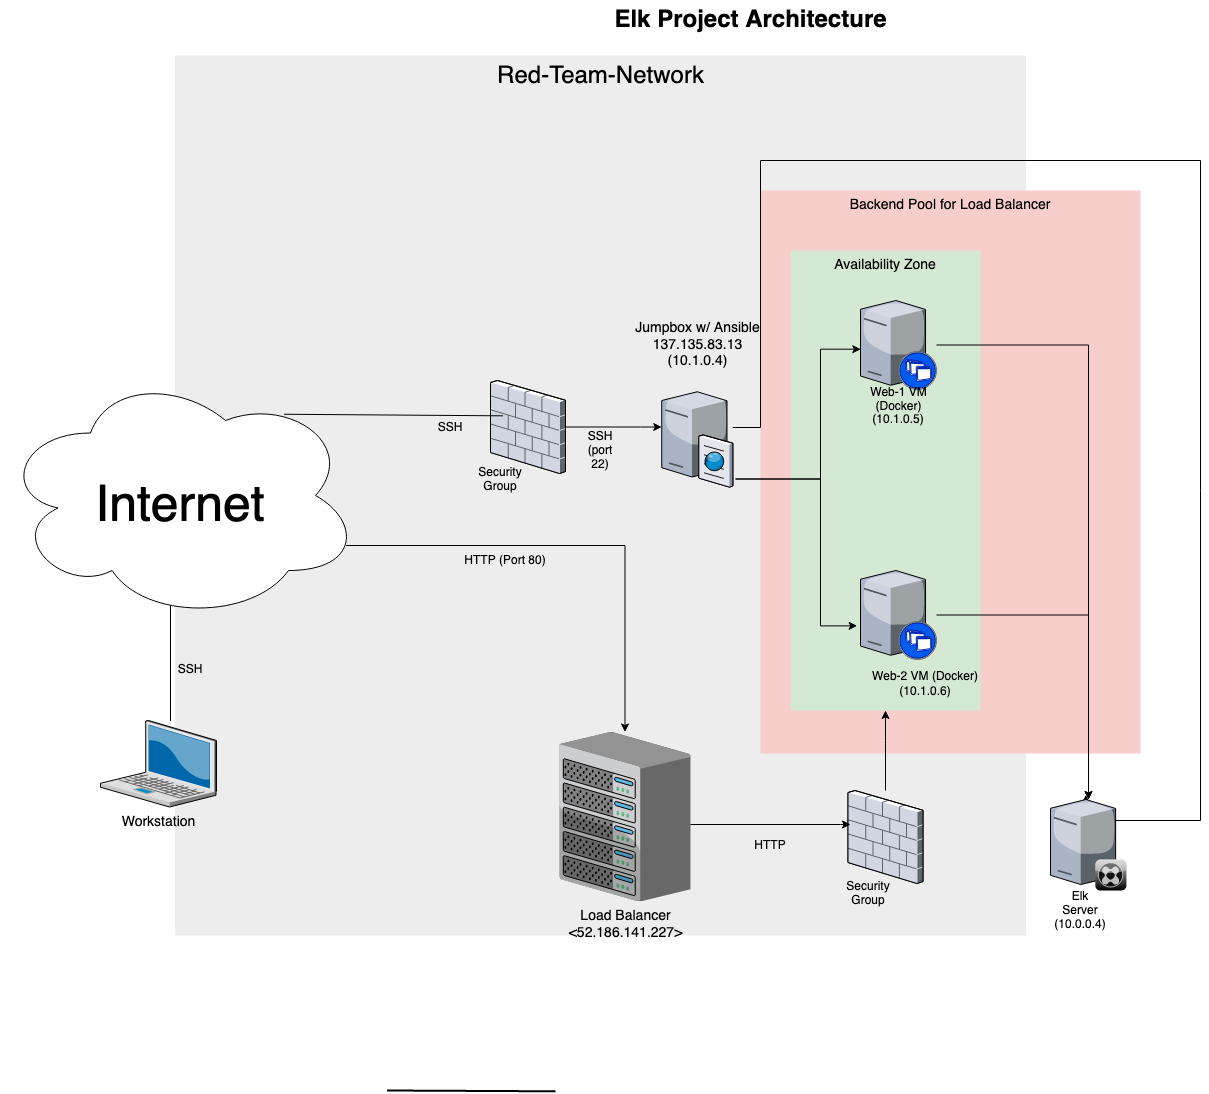 Elk Project Architecture
Red-Team-Network
Backend Pool for Load Balancer
Availability Zone
Jumpbox w/ Ansible
137.135.83.13
(10.1.0.4)
Web-1 VM
(Docker)
(10.1.0.5)
SSH
SSH
(port
22)
Security
Group
Internet
HTTP (Port 80)
SSH
Web-2 VM (Docker)
(10.1.0.6)
Workstation
HTTP
Security
Group
Elk
Server
(10.0.0.4)
Load Balancer
<52.186.141.227>